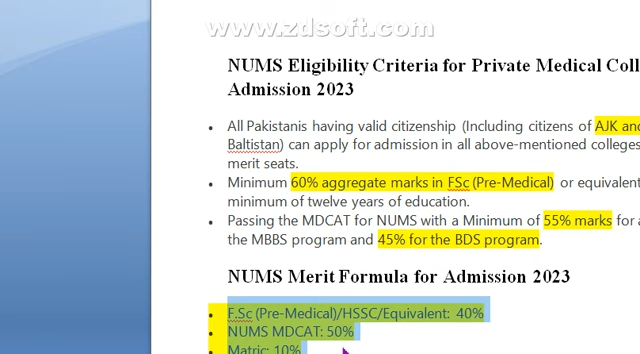 www.zdsoft.com
NUMS Eligibility Criteria for Private Medical Coll
Admission 2023
• All Pakistanis having valid citizenship (Including citizens of AJK and
Baltistan) can apply for admission in all above-mentioned colleges
merit seats.
• Minimum 60% aggregate marks in FSc (Pre-Medical) or equivalent
minimum of twelve years of education.
• Passing the MDCAT for NUMS with a Minimum of 55% marks for a
the MBBS program and 45% for the BDS program.
NUMS Merit Formula for Admission 2023
• F.Sc (Pre-Medical)/HSSC/Equivalent: 40%
• NUMS MDCAT: 50%
• Matric: 10%